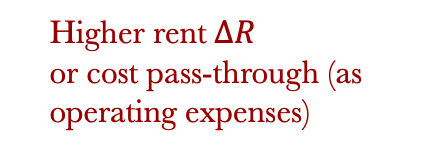 Higher rent Δ𝑅
or cost pass-through (as
operating expenses)